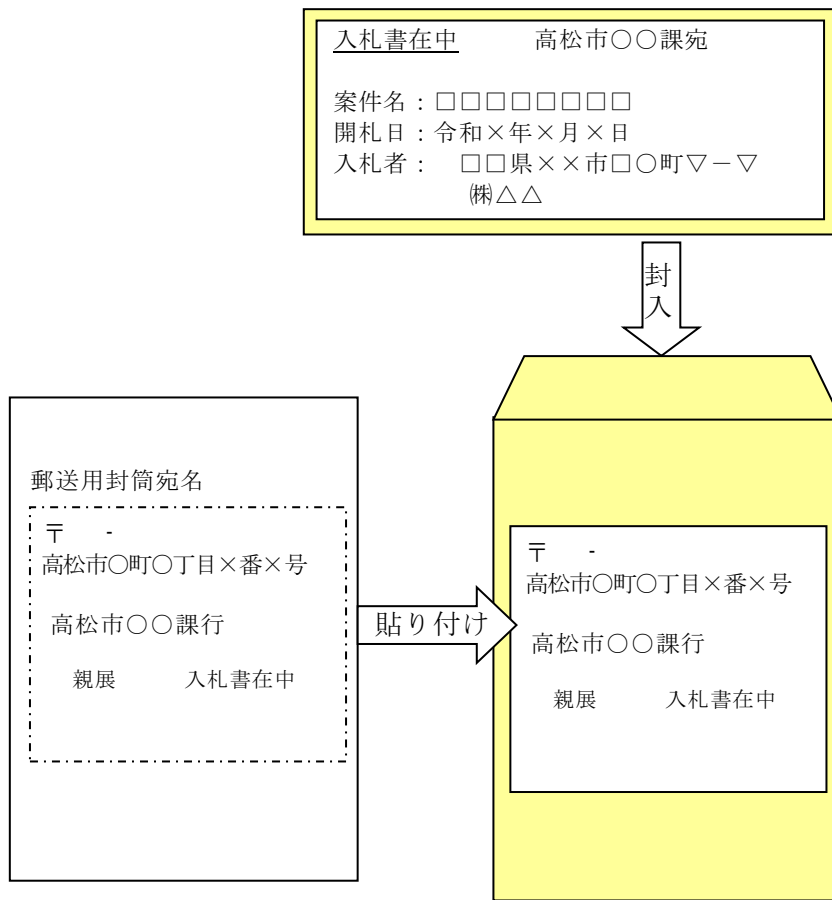 入札書在中 高松市○○課宛
案件名：□□□□□□□□
開札日：令和×年×月×日
入札者： □□県××市□○町▽－▽
㈱△△
封入
郵送用封筒宛名
〒 -
高松市○町○丁目×番×号
高松市○○課行
親展 入札書在中
貼り付け
〒 -
高松市○町○丁目×番×号
高松市○○課行
親展 入札書在中